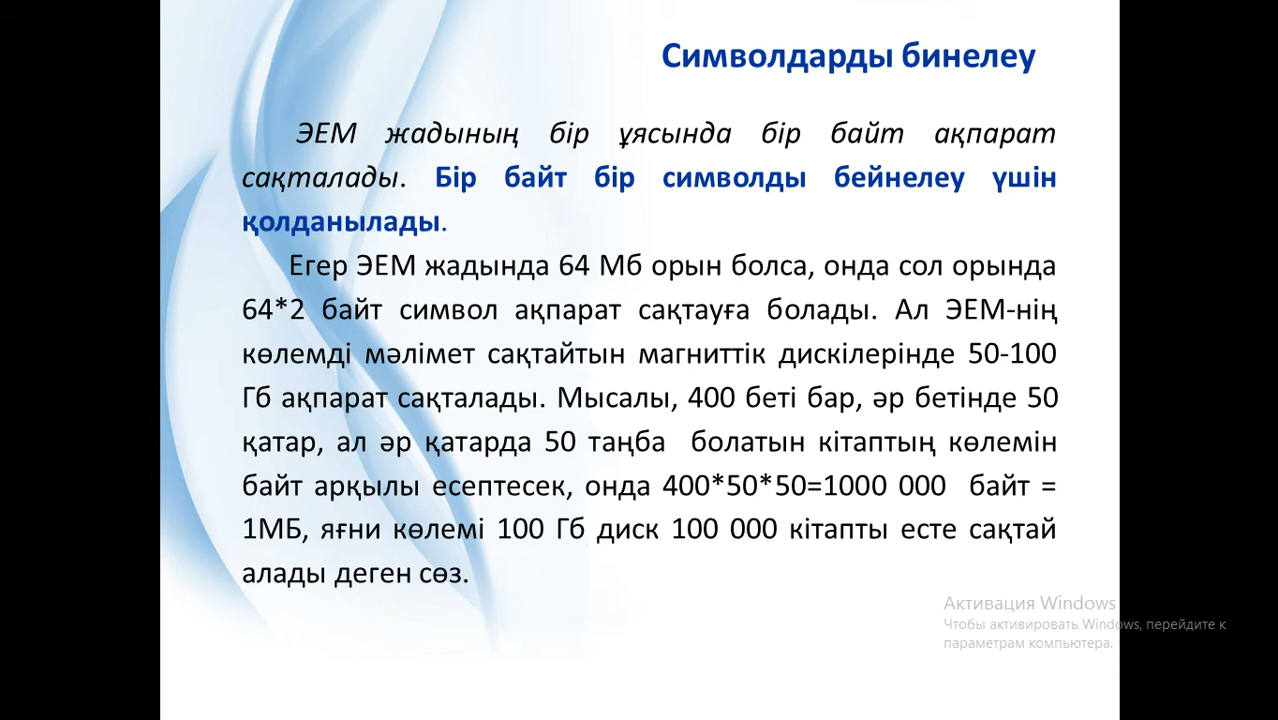 Символдарды бинелеу
ЭЕМ жадының бір ұясында бір байт ақпарат
сақталады. Бір байт бір символды бейнелеу үшін
қолданылады.
Егер ЭЕМ жадында 64 Мб орын болса, онда сол орында
64*2 байт символ ақпарат сақтауға болады. Ал ЭЕМ-нің
көлемді мәлімет сақтайтын магниттік дискілерінде 50-100
Гб ақпарат сақталады. Мысалы, 400 беті бар, әр бетінде 50
қатар, ал әр қатарда 50 таңба болатын кітаптың көлемін
байт арқылы есептесек, онда 400*50*50=1000 000 байт =
1МБ, яғни көлемі 100 Гб диск 100 000 кітапты есте сақтай
алады деген сөз.
Активация Windows
Чтобы активировать Windows, перейдите к
параметрам компьютера.